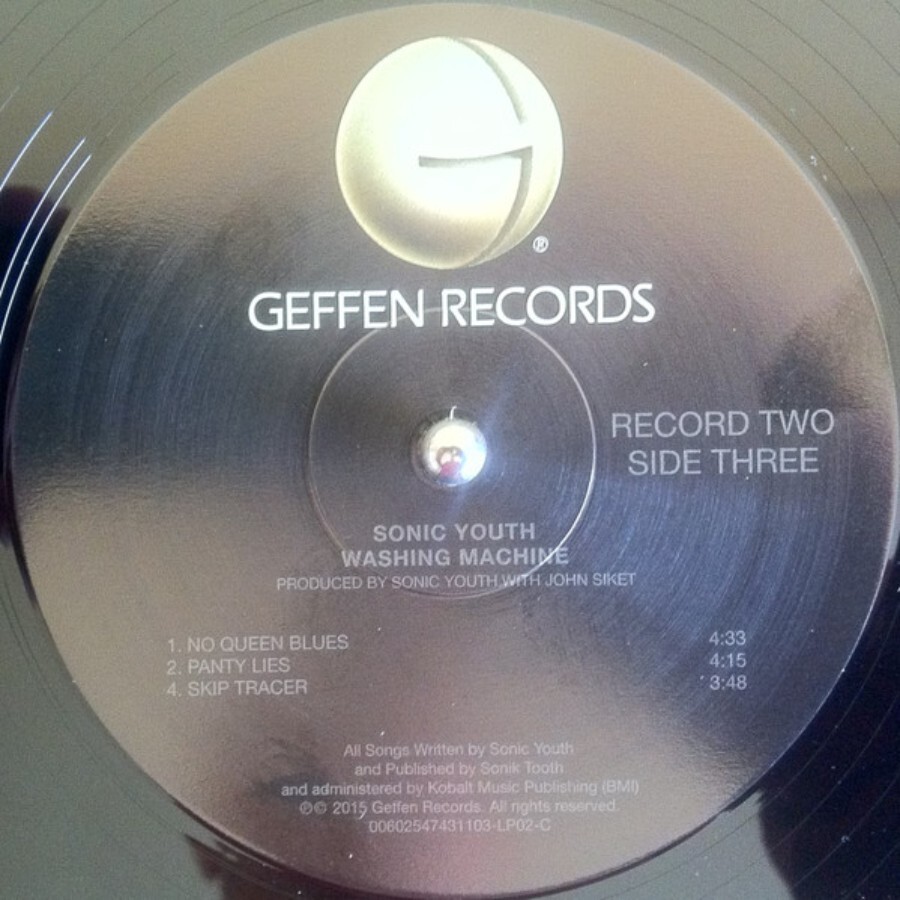 ®
GEFFEN RECORDS
RECORD TWO
SIDE THREE
SONIC YOUTH
WASHING MACHINE
PRODUCED BY SONIC YOUTH WITH JOHN SIKET
1. NO QUEEN BLUES 4:33
2. PANTY LIES 4:15
4. SKIP TRACER 3:48
All Songs Written by Sonic Youth
and Published by Sonik Tooth
and administered by Kobalt Music Publishing (BMI)
℗© 2015 Geffen Records. All rights reserved.
00602547431103-LP02-C